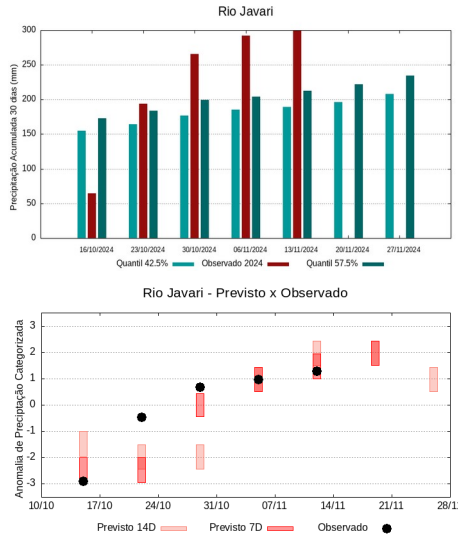 Rio Javari
Precipitação Acumulada 30 dias (mm)
300
250
200
150
100
50
0
16/10/2024 23/10/2024 30/10/2024 06/11/2024 13/11/2024 20/11/2024 27/11/2024
Quantil 42.5% Observado 2024 Quantil 57.5%
Rio Javari - Previsto x Observado
Anomalia de Preciptação Categorizada
3
2
1
0
-1
-2
-3
10/10 17/10 24/10 31/10 07/11 14/11 21/11 28/1
Previsto 14D Previsto 7D Observado